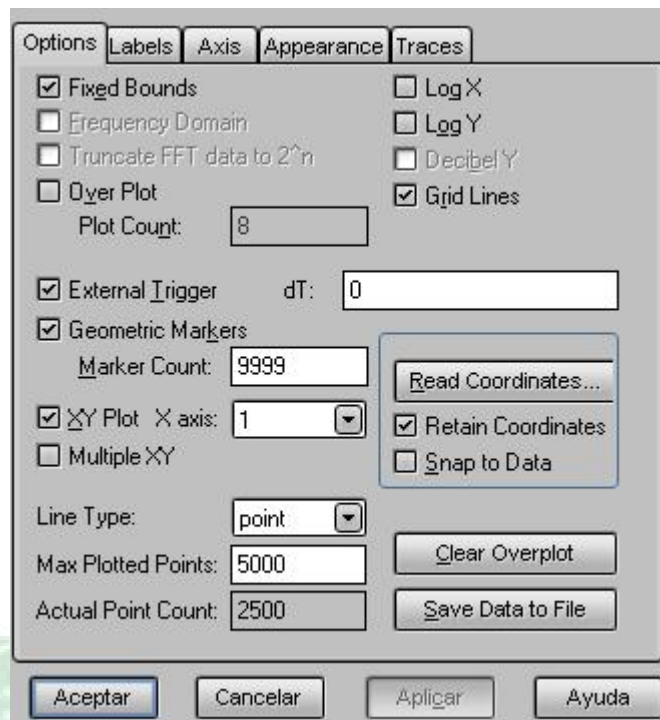 Options Labels Axis Appearance Traces
Fixed Bounds
Frequency Domain
Truncate FFT data to 2^n
Over Plot
Plot Count: 8
Log X
Log Y
Decibel Y
Grid Lines
External Trigger dT: 0
Geometric Markers
Marker Count: 9999
XY Plot X axis: 1
Multiple XY
Read Coordinates...
Retain Coordinates
Snap to Data
Line Type: point
Max Plotted Points: 5000
Actual Point Count: 2500
Clear Overplot
Save Data to File
Aceptar Cancelar Aplicar Ayuda